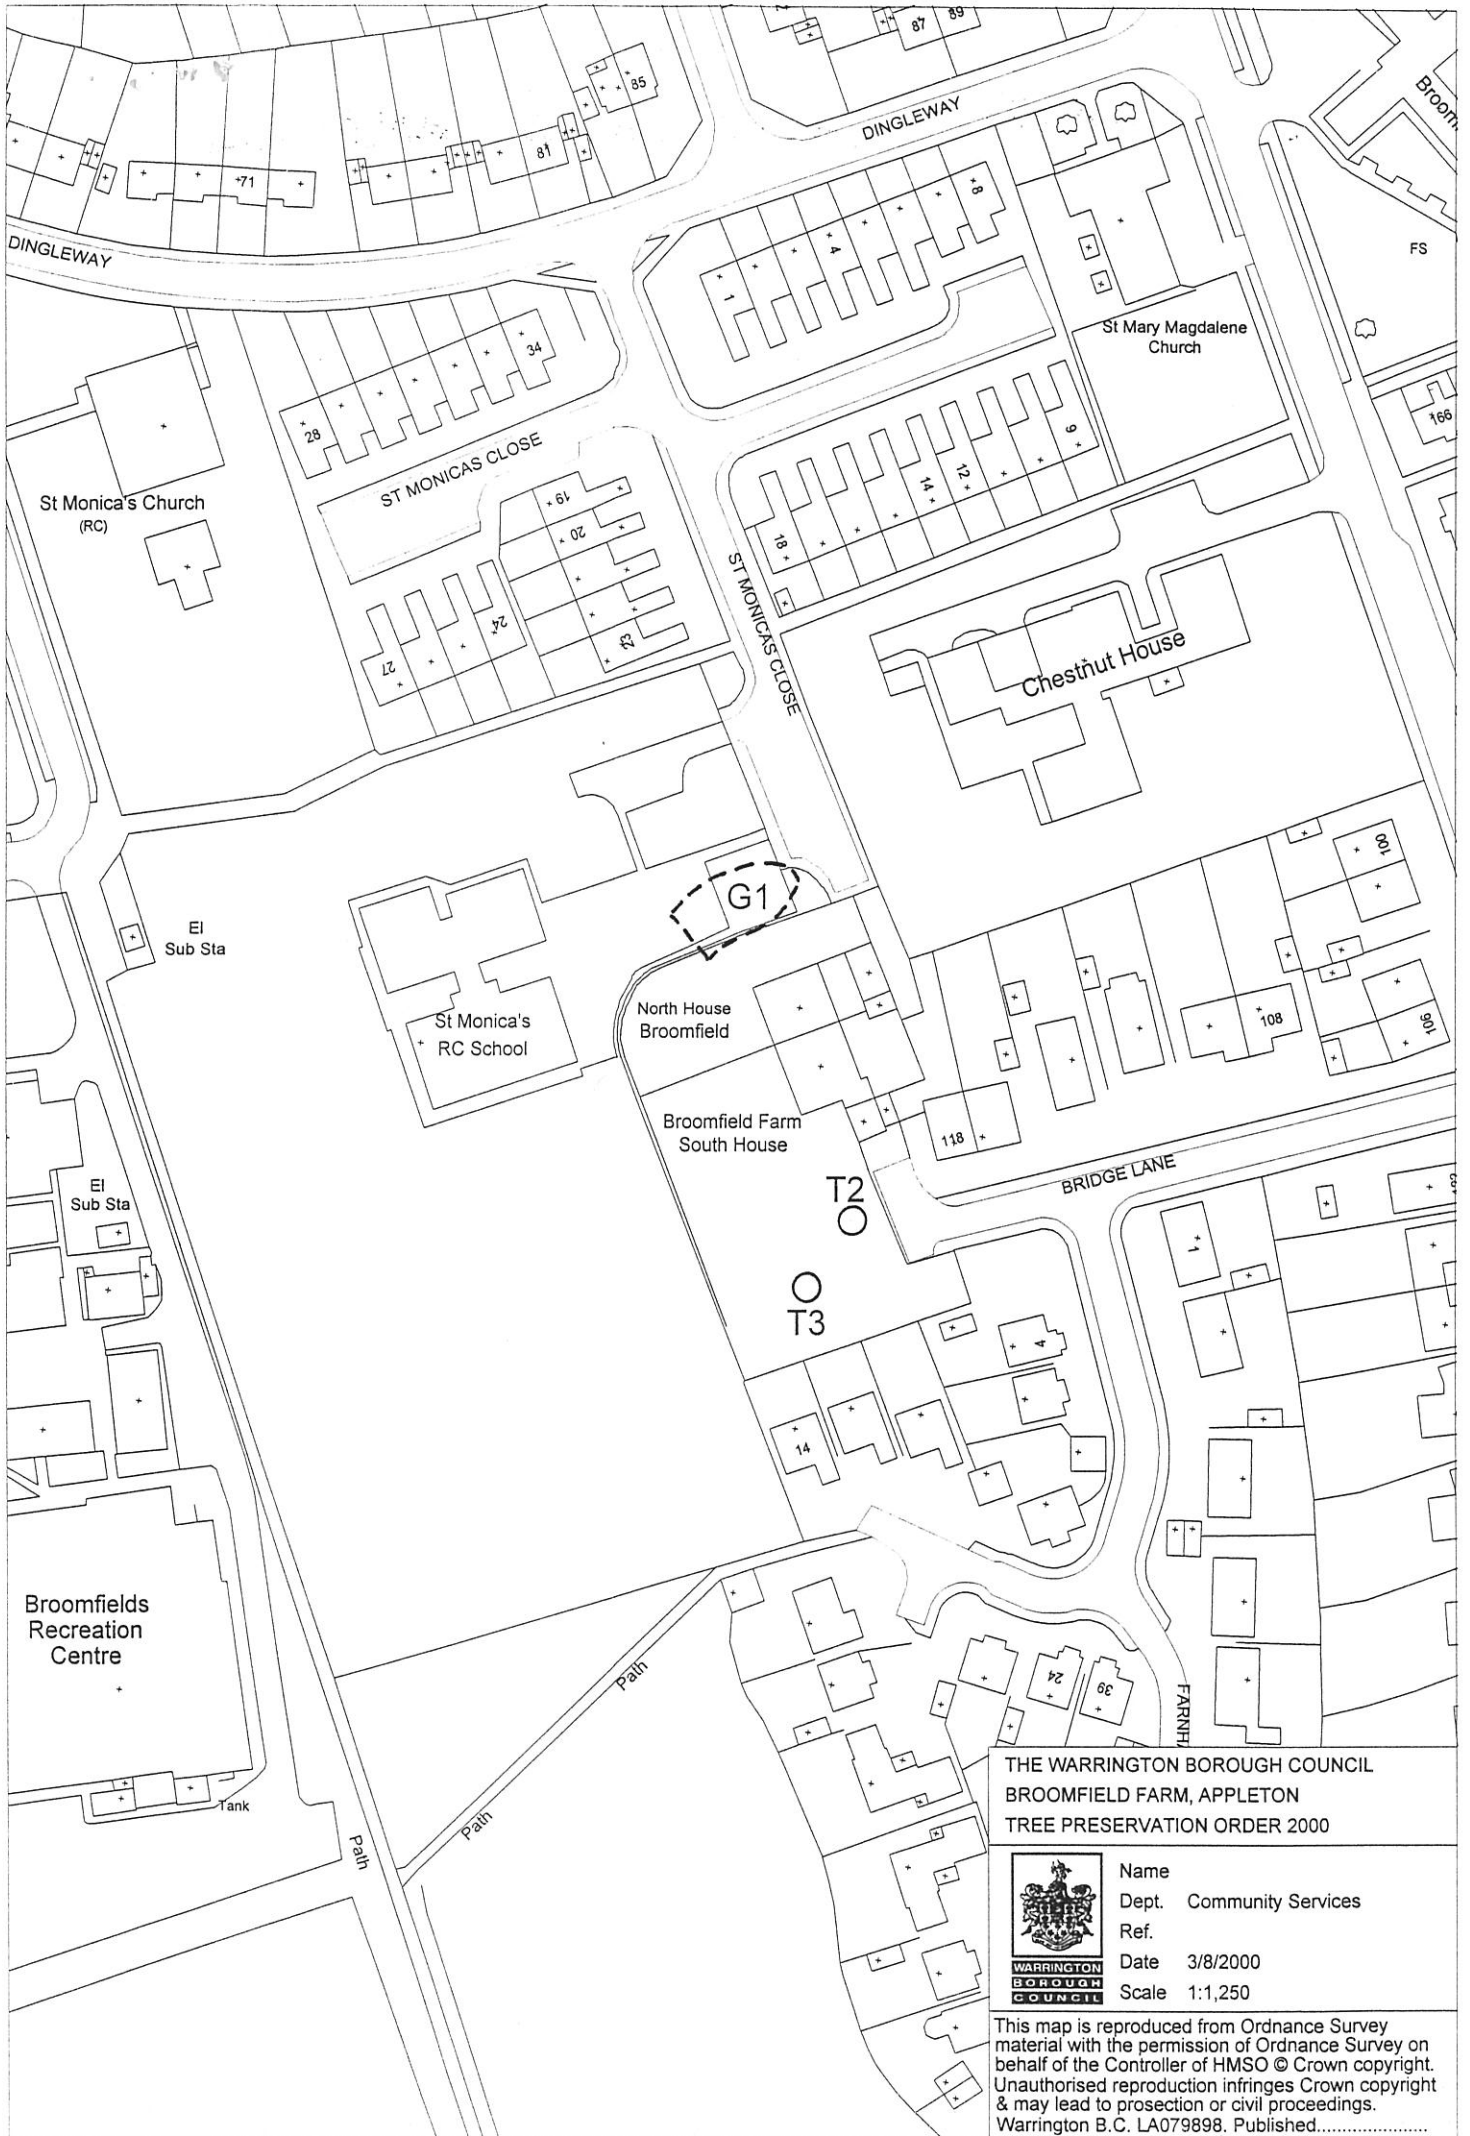 87
89
85
DINGLEWAY
Broom
81
71
8
4
DINGLEWAY
FS
1
St Mary Magdalene
Church
34
166
28
9
ST MONICAS CLOSE
12
14
St Monica's Church
(RC)
19
20
18
ST MONICAS CLOSE
24
23
27
Chestnut House
100
G1
El
Sub Sta
North House
Broomfield
St Monica's
RC School
108
106
Broomfield Farm
South House
118
BRIDGE LANE
El
Sub Sta
T2
1
T3
4
14
Broomfields
Recreation
Centre
Path
24
39
FARNH
Tank
Path
Path
THE WARRINGTON BOROUGH COUNCIL
BROOMFIELD FARM, APPLETON
TREE PRESERVATION ORDER 2000
Name
Dept. Community Services
Ref.
Date 3/8/2000
Scale 1:1,250
WARRINGTON
BOROUGH
COUNCIL
This map is reproduced from Ordnance Survey
material with the permission of Ordnance Survey on
behalf of the Controller of HMSO © Crown copyright.
Unauthorised reproduction infringes Crown copyright
& may lead to prosection or civil proceedings.
Warrington B.C. LA079898. Published......................